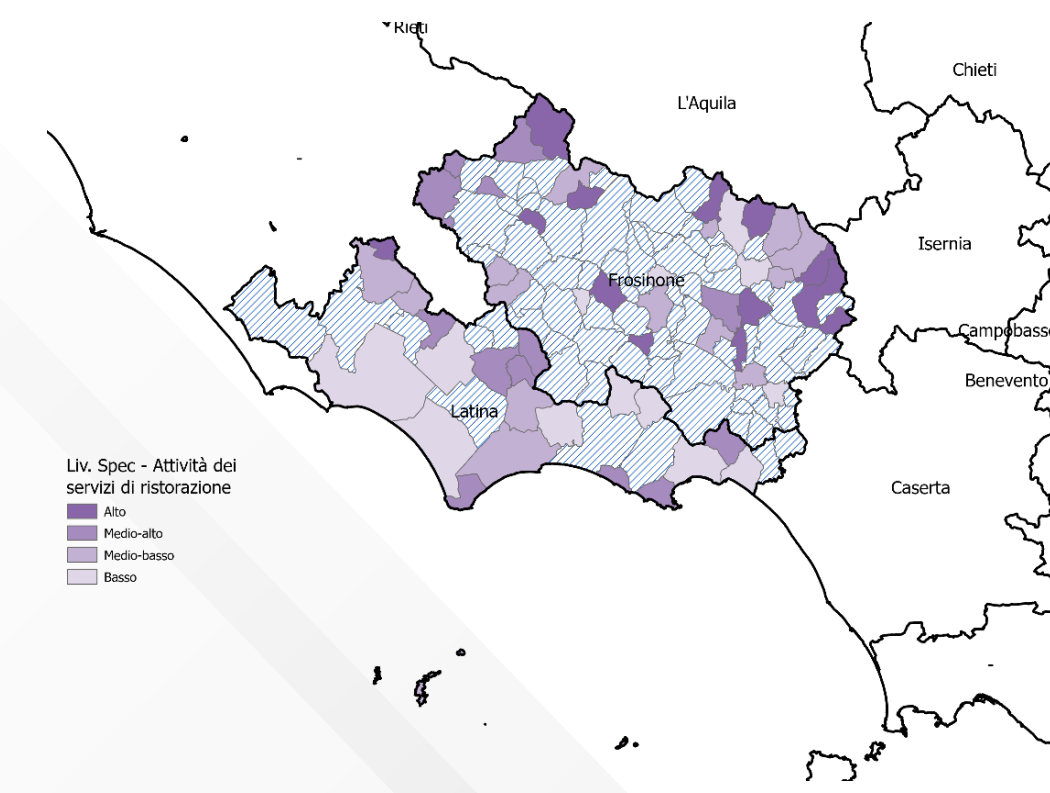 Rieti
Chieti
L'Aquila
Isernia
Frosinone
Campobasso
Benevento
Latina
Liv. Spec - Attività dei
servizi di ristorazione
Caserta
Alto
Medio-alto
Medio-basso
Basso